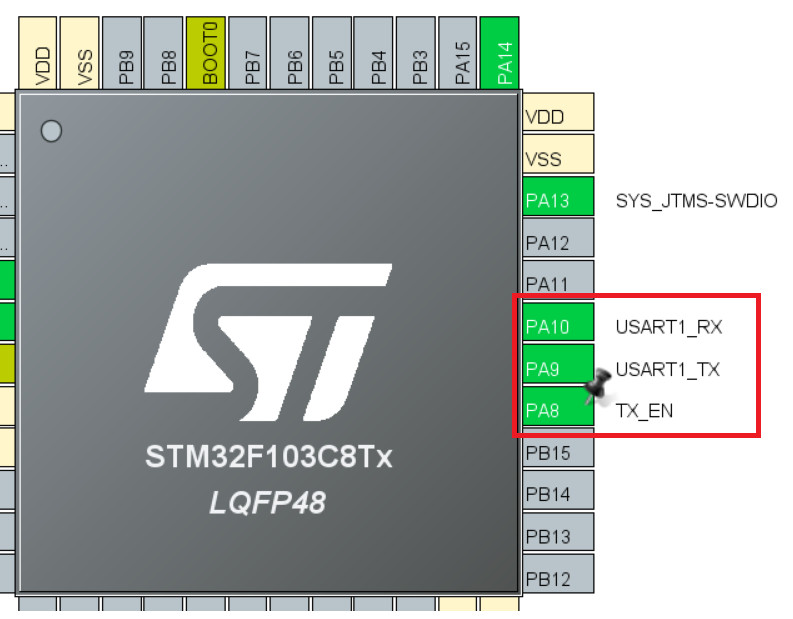 VDD
VSS
PB9
PB8
BOOT0
PB7
PB6
PB5
PB4
PB3
PA15
PA14
VDD
VSS
PA13 SYS_JTMS-SWDIO
PA12
PA11
PA10 USART1_RX
PA9 USART1_TX
PA8 TX_EN
PB15
PB14
PB13
PB12
ST
STM32F103C8Tx
LQFP48